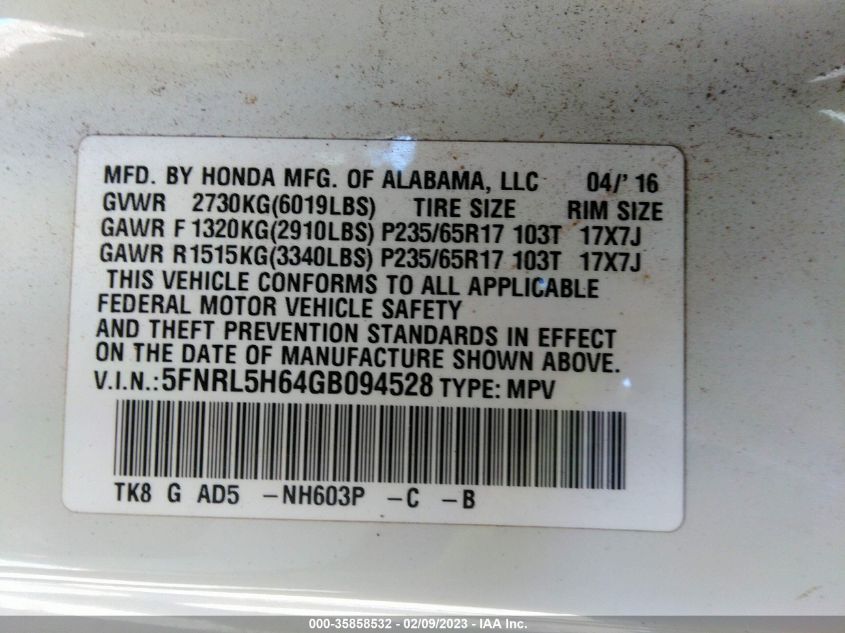 MFD. BY HONDA MFG. OF ALABAMA, LLC 04/' 16
GVWR 2730KG(6019LBS) TIRE SIZE RIM SIZE
GAWR F 1320KG(2910LBS) P235/65R17 103T 17X7J
GAWR R 1515KG(3340LBS) P235/65R17 103T 17X7J
THIS VEHICLE CONFORMS TO ALL APPLICABLE
FEDERAL MOTOR VEHICLE SAFETY
AND THEFT PREVENTION STANDARDS IN EFFECT
ON THE DATE OF MANUFACTURE SHOWN ABOVE.
V.I.N.: 5FNRL5H64GB094528 TYPE: MPV
TK8 G AD5 -NH603P -C -B
000-35858532 - 02/09/2023 - IAA Inc.